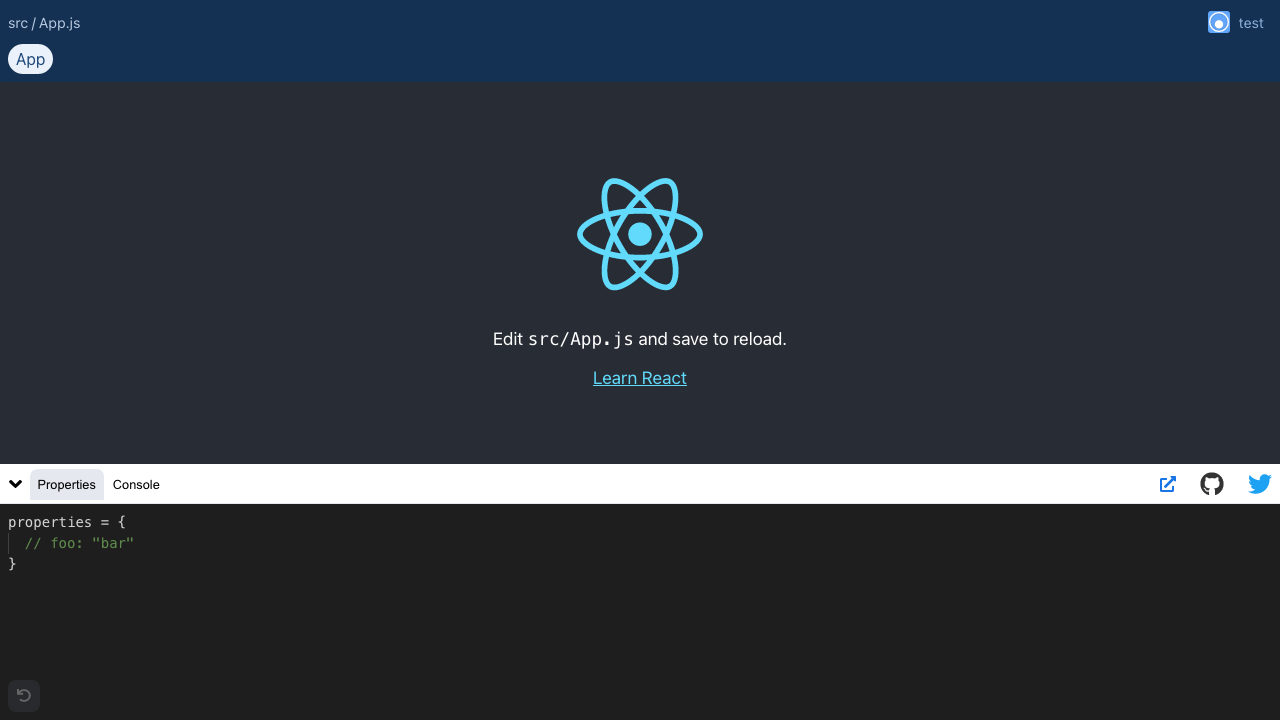 src / App.js
test
App
Edit src/App.js and save to reload.
Learn React
Properties
Console
properties = {
// foo: "bar"
}